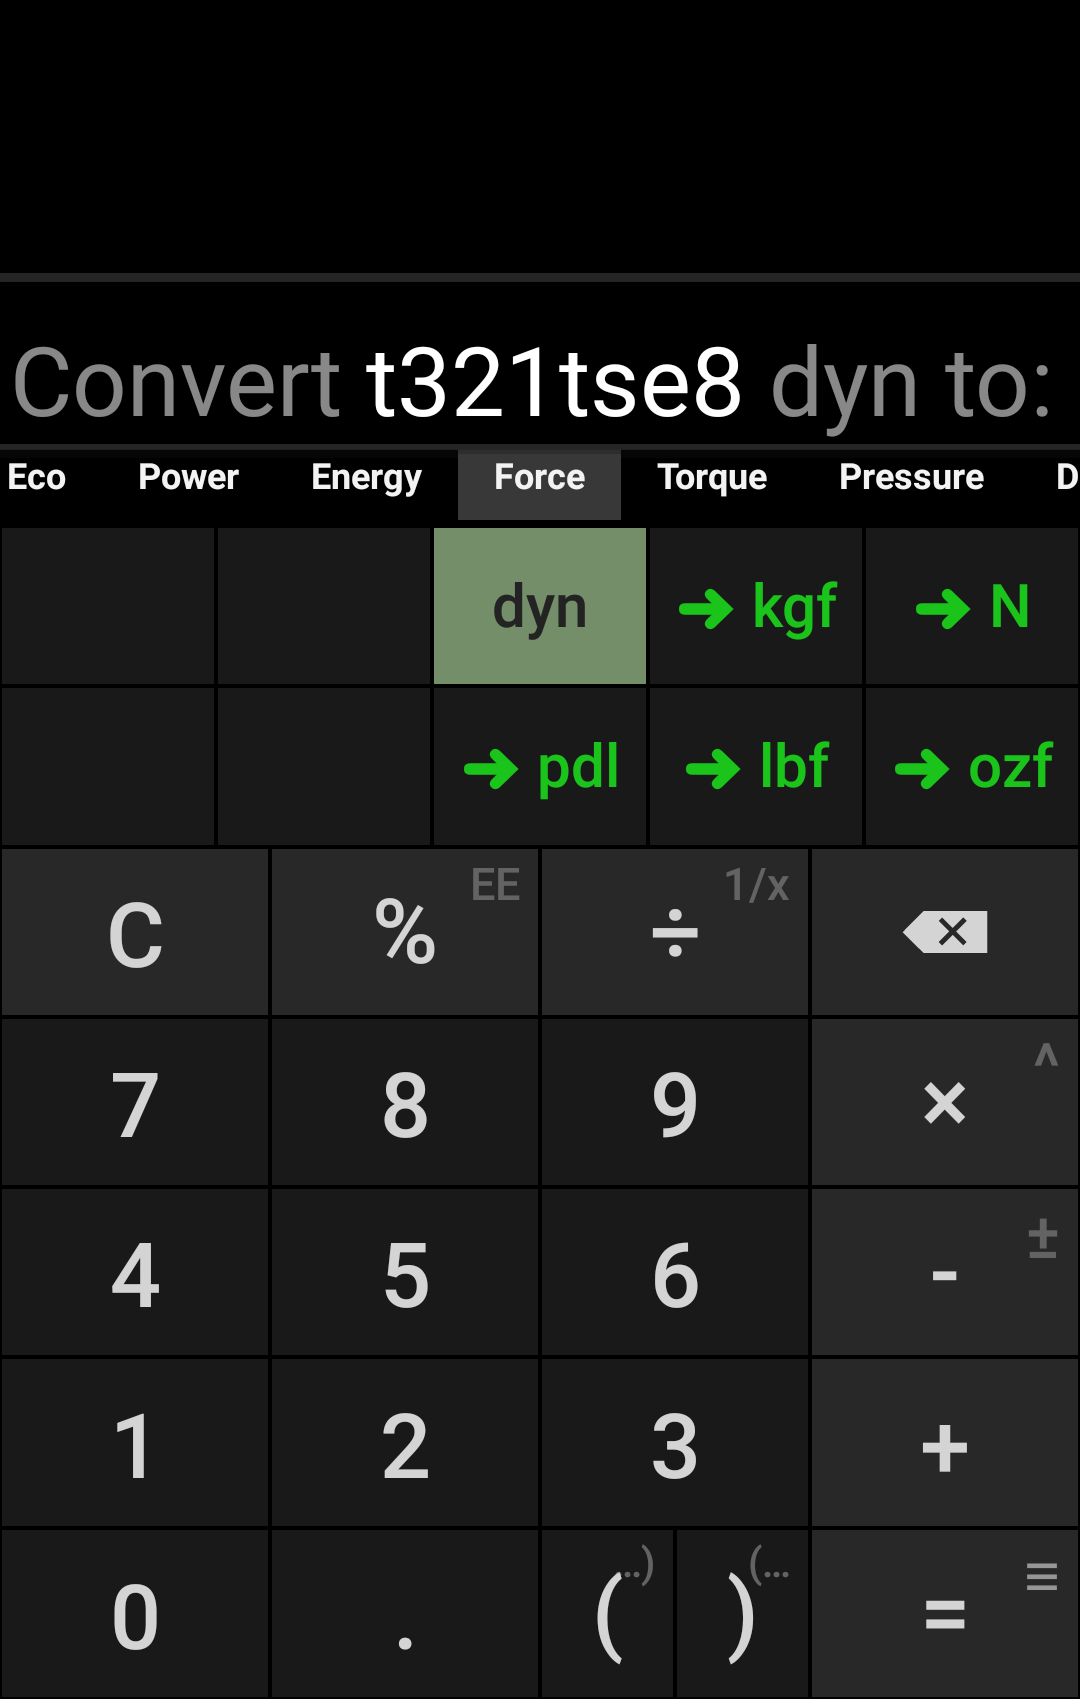 Convert t321tse8 dyn to:
Eco Power Energy Force Torque Pressure D
dyn → kgf → N
→ pdl → lbf → ozf
C % EE ÷ 1/x
7 8 9 × ^
4 5 6 - ±
1 2 3 +
0 . ( ..) ) (... = ≡